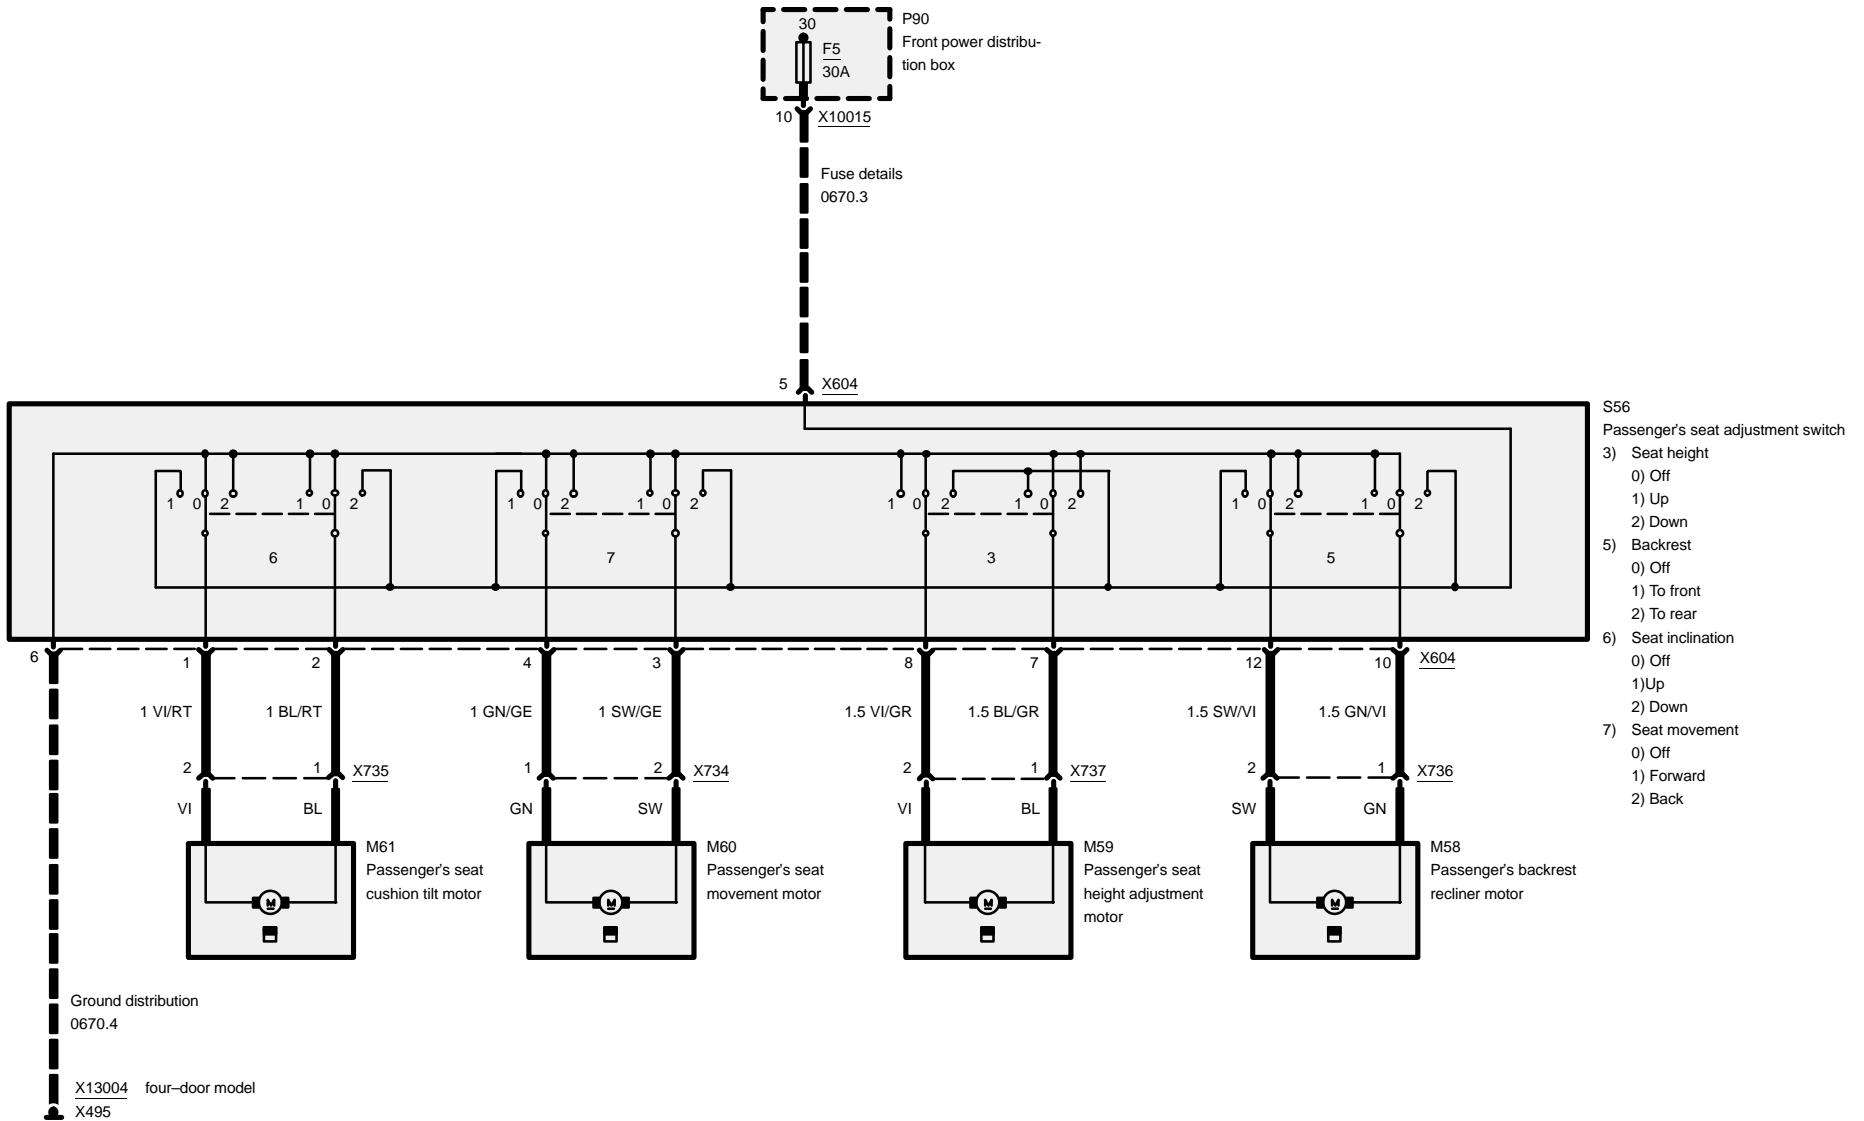 30
P90
F5
Front power distribu-
30A
tion box
10 X10015
Fuse details
0670.3
5 X604
S56
Passenger's seat adjustment switch
3) Seat height
0) Off
1) Up
2) Down
5) Backrest
0) Off
1) To front
2) To rear
6) Seat inclination
0) Off
1)Up
2) Down
7) Seat movement
0) Off
1) Forward
2) Back
1 0 2 1 0 2 1 0 2 1 0 2 1 0 2 1 0 2 1 0 2 1 0 2
6 7 3 5
6 1 2 4 3 8 7 12 10 X604
1 VI/RT 1 BL/RT 1 GN/GE 1 SW/GE 1.5 VI/GR 1.5 BL/GR 1.5 SW/VI 1.5 GN/VI
2 1 X735 1 2 X734 2 1 X737 2 1 X736
VI BL GN SW VI BL SW GN
M61
Passenger's seat
cushion tilt motor
M
M60
Passenger's seat
movement motor
M
M59
Passenger's seat
height adjustment
motor
M
M58
Passenger's backrest
recliner motor
M
Ground distribution
0670.4
X13004 four–door model
X495